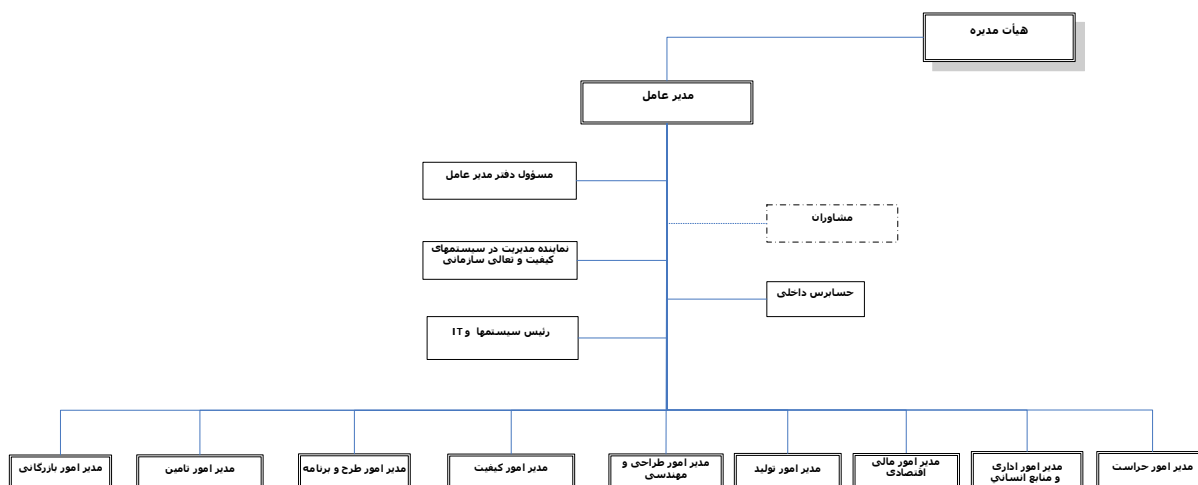 هیأت مدیره
مدیر عامل
مسؤول دفتر مدیر عامل
مشاوران
نماینده مدیریت در سیستمهای
کیفیت و تعالی سازمانی
حسابرس داخلی
رئیس سیستمها و IT
مدیر امور حراست
مدیر امور اداری
و منابع انساني
مدیر امور مالی
اقتصادی
مدیر امور تولید
مدیر امور طراحی و
مهندسی
مدیر امور کیفیت
مدیر امور طرح و برنامه
مدیر امور تامین
مدیر امور بازرگانی